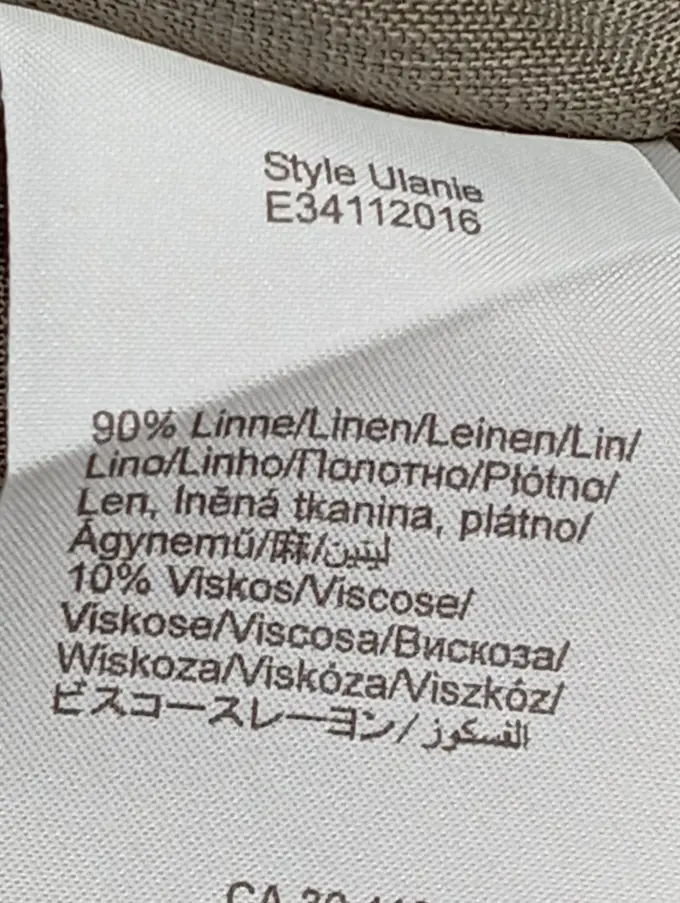 Style Ulanie
E34112016
90% Linne/Linen/Leinen/Lin/
Lino/Linho/Полотно/Płótno/
Len, lněná tkanina, plátno/
Ágynemű/麻/لينين
10% Viskos/Viscose/
Viskose/Viscosa/Вискоза/
Wiskoza/Viskóza/Viszkóz/
ビスコースレーヨン/الفسكوز
CA